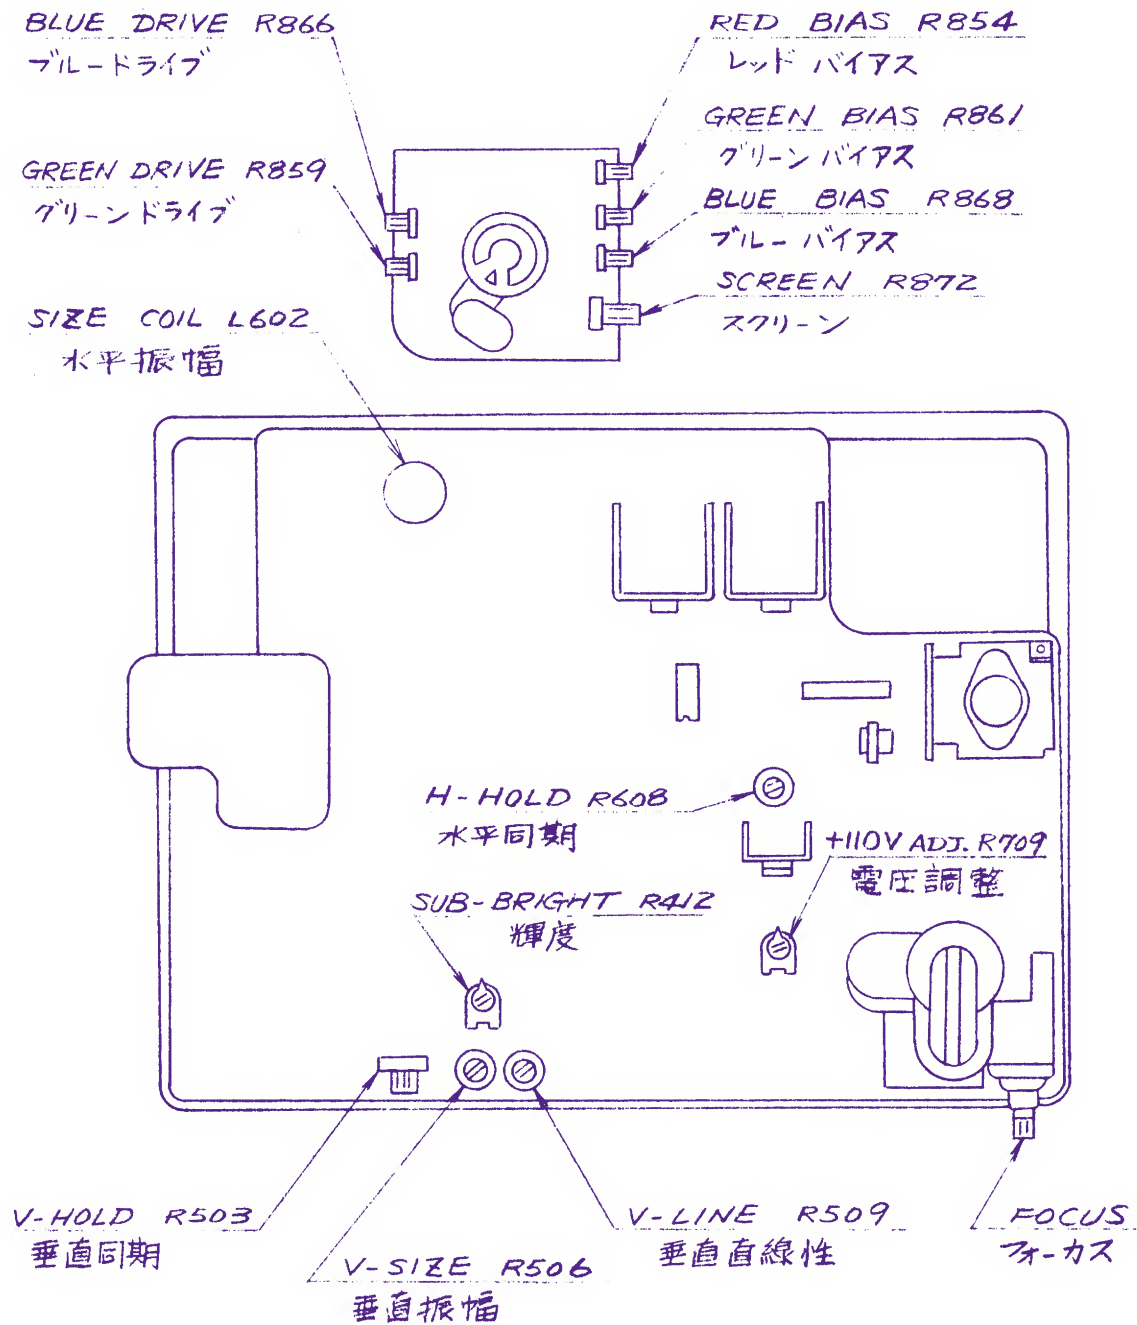 BLUE DRIVE R866
ブルードライブ
RED BIAS R854
レッド バイアス
GREEN BIAS R861
グリーン バイアス
GREEN DRIVE R859
グリーンドライブ
BLUE BIAS R868
ブルー バイアス
SCREEN R872
スクリーン
SIZE COIL L602
水平振幅
H-HOLD R608
水平同期
+110V ADJ. R709
電圧調整
SUB-BRIGHT R412
輝度
V-HOLD R503
垂直同期
V-SIZE R506
垂直振幅
V-LINE R509
垂直直線性
FOCUS
フォーカス